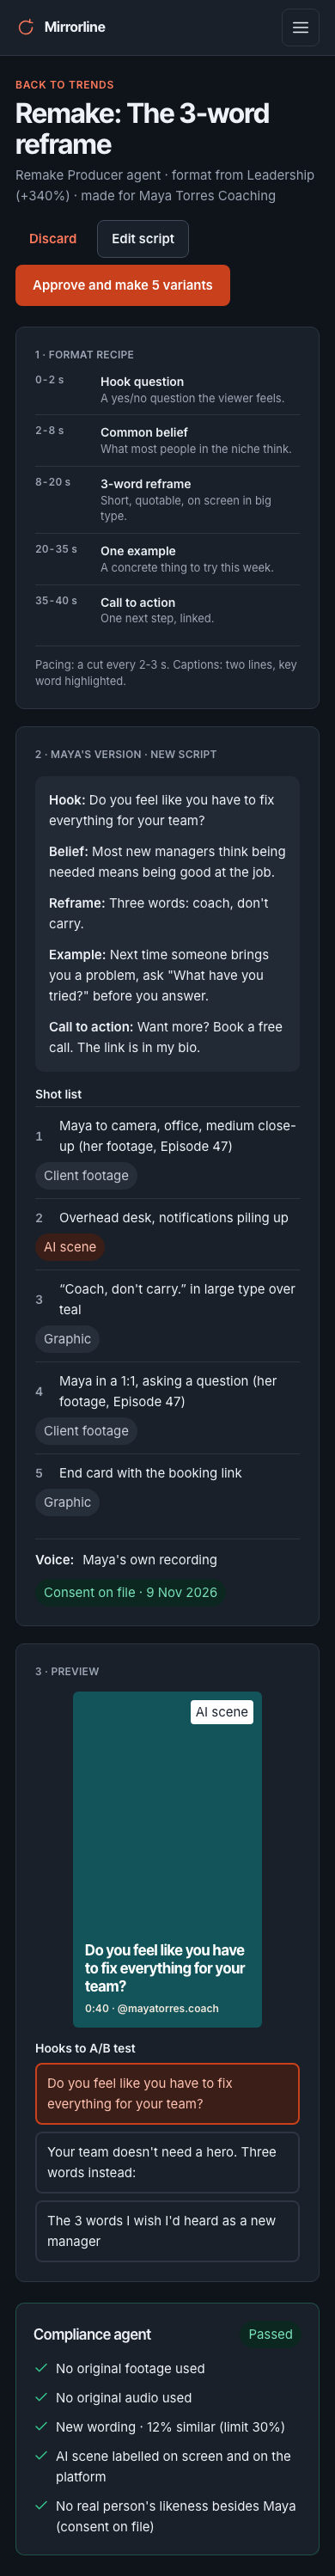 Mirrorline
BACK TO TRENDS
Remake: The 3-word
reframe
Remake Producer agent · format from Leadership
(+340%) · made for Maya Torres Coaching
Discard
Edit script
Approve and make 5 variants
1 · FORMAT RECIPE
0-2 s
Hook question
A yes/no question the viewer feels.
2-8 s
Common belief
What most people in the niche think.
8-20 s
3-word reframe
Short, quotable, on screen in big
type.
20-35 s
One example
A concrete thing to try this week.
35-40 s
Call to action
One next step, linked.
Pacing: a cut every 2-3 s. Captions: two lines, key
word highlighted.
2 · MAYA'S VERSION · NEW SCRIPT
Hook: Do you feel like you have to fix
everything for your team?
Belief: Most new managers think being
needed means being good at the job.
Reframe: Three words: coach, don't
carry.
Example: Next time someone brings
you a problem, ask "What have you
tried?" before you answer.
Call to action: Want more? Book a free
call. The link is in my bio.
Shot list
1
Maya to camera, office, medium close-
up (her footage, Episode 47)
Client footage
2
Overhead desk, notifications piling up
AI scene
3
“Coach, don't carry.” in large type over
teal
Graphic
4
Maya in a 1:1, asking a question (her
footage, Episode 47)
Client footage
5
End card with the booking link
Graphic
Voice: Maya's own recording
Consent on file · 9 Nov 2026
3 · PREVIEW
AI scene
Do you feel like you have
to fix everything for your
team?
0:40 · @mayatorres.coach
Hooks to A/B test
Do you feel like you have to fix
everything for your team?
Your team doesn't need a hero. Three
words instead:
The 3 words I wish I'd heard as a new
manager
Compliance agent
Passed
No original footage used
No original audio used
New wording · 12% similar (limit 30%)
AI scene labelled on screen and on the
platform
No real person's likeness besides Maya
(consent on file)